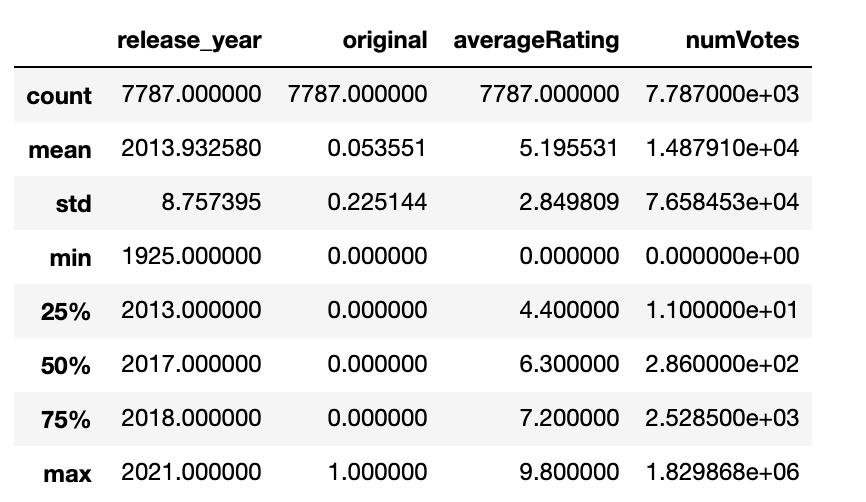 release_year original averageRating numVotes
count 7787.000000 7787.000000 7787.000000 7.787000e+03
mean 2013.932580 0.053551 5.195531 1.487910e+04
std 8.757395 0.225144 2.849809 7.658453e+04
min 1925.000000 0.000000 0.000000 0.000000e+00
25% 2013.000000 0.000000 4.400000 1.100000e+01
50% 2017.000000 0.000000 6.300000 2.860000e+02
75% 2018.000000 0.000000 7.200000 2.528500e+03
max 2021.000000 1.000000 9.800000 1.829868e+06